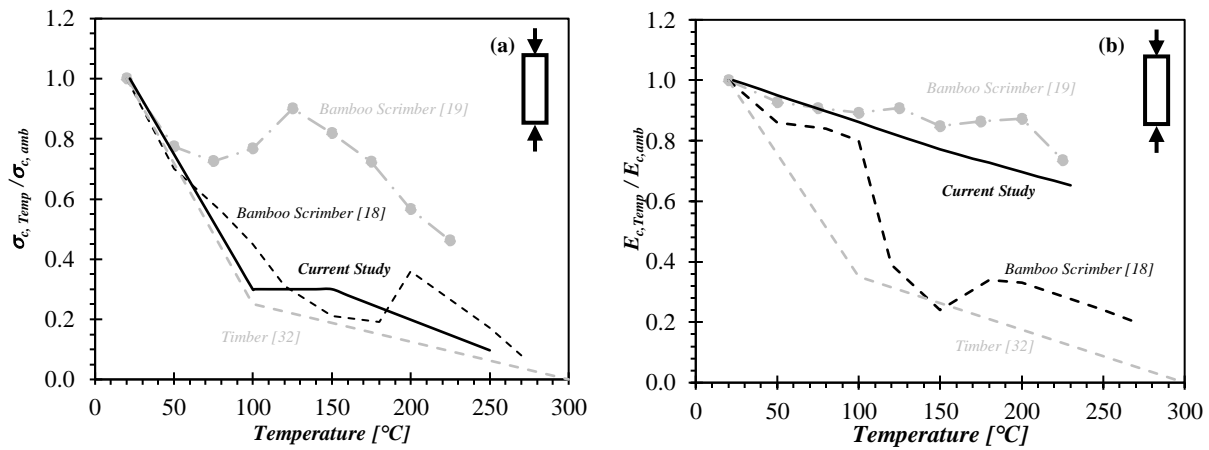 1.2
1.0
0.8
0.6
0.4
0.2
0.0
σc,Temp /σc,amb
(a)
Bamboo Scrimber [19]
Bamboo Scrimber [18]
Current Study
Timber [32]
0 50 100 150 200 250 300
Temperature [°C]
1.2
1.0
0.8
0.6
0.4
0.2
0.0
Ec,Temp / Ec,amb
(b)
Bamboo Scrimber [19]
Current Study
Bamboo Scrimber [18]
Timber [32]
0 50 100 150 200 250 300
Temperature [°C]